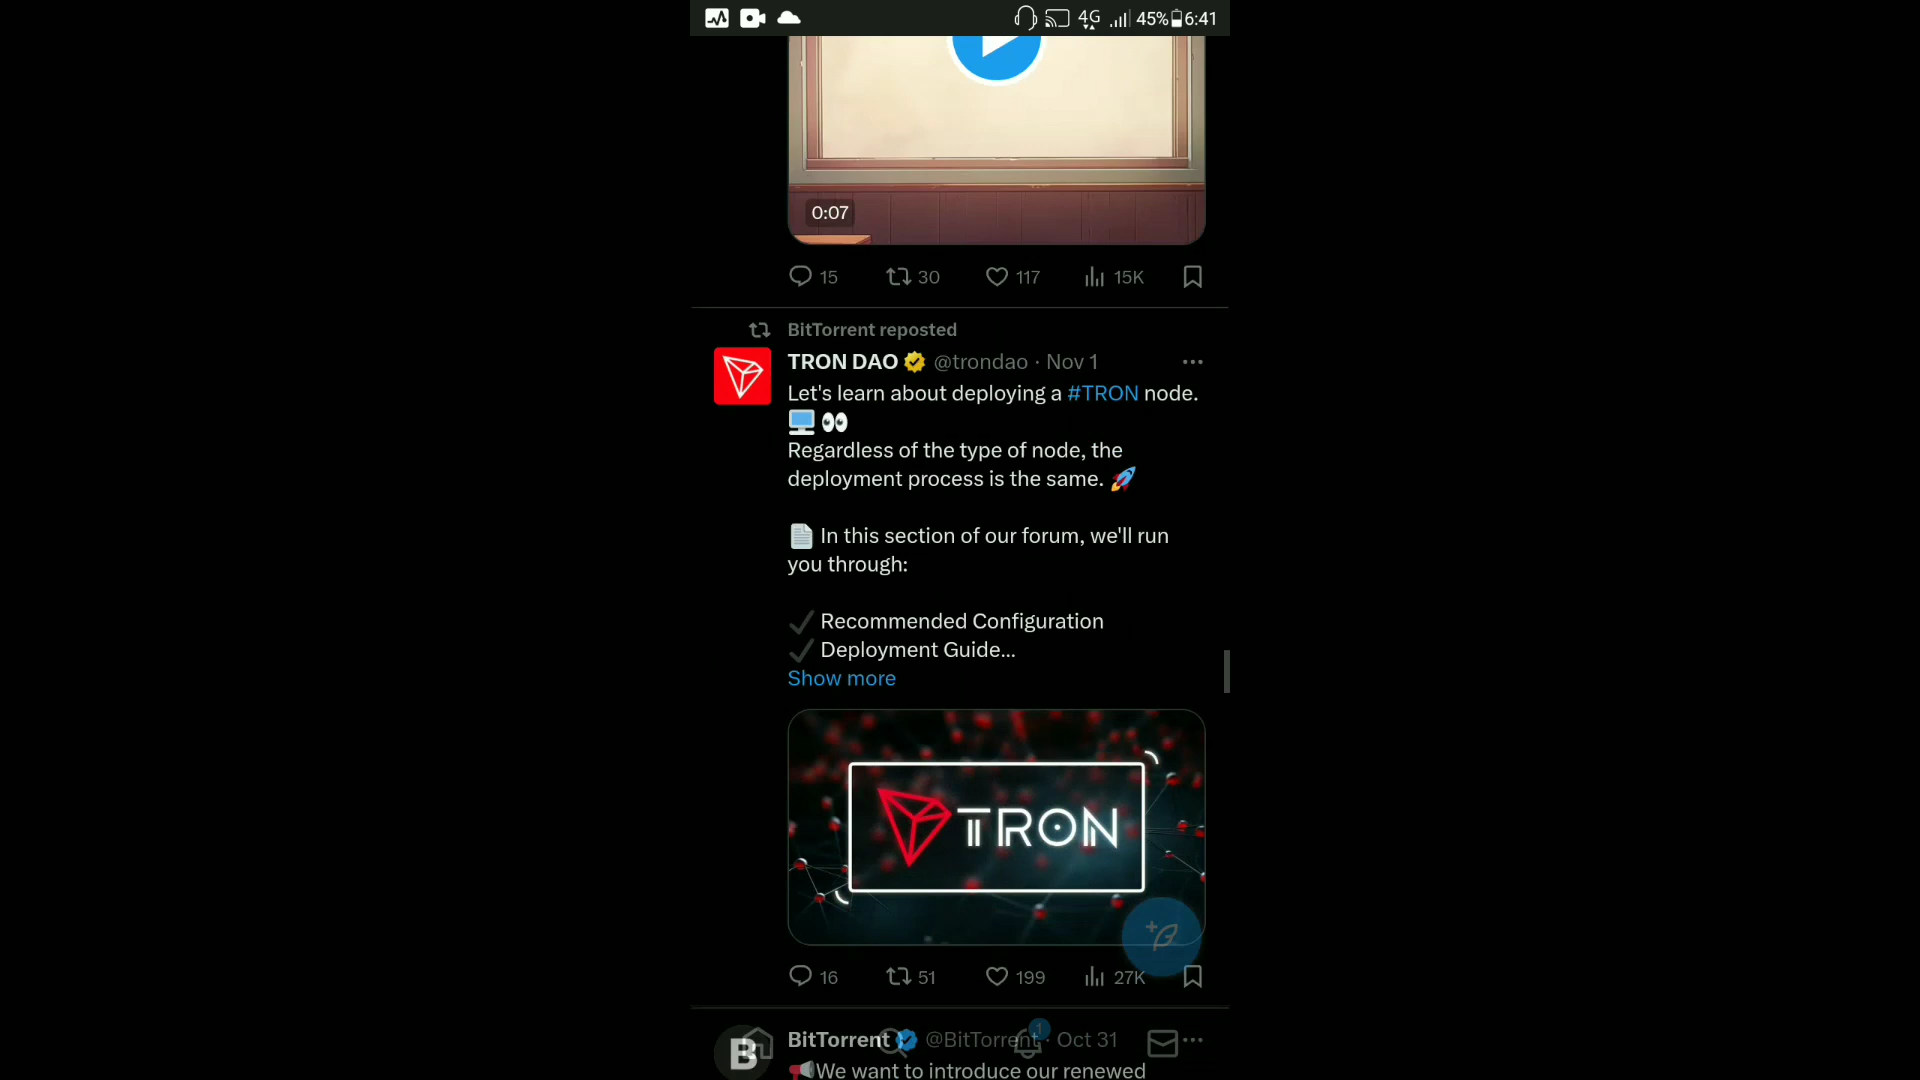 4G 45% 6:41
0:07
15 30 117 15K
BitTorrent reposted
TRON DAO @trondao · Nov 1
Let's learn about deploying a #TRON node.
Regardless of the type of node, the
deployment process is the same. 🚀
In this section of our forum, we'll run
you through:
✔ Recommended Configuration
✔ Deployment Guide...
Show more
TRON
16 51 199 27K
1
B BitTorrent @BitTorrent · Oct 31
We want to introduce our renewed